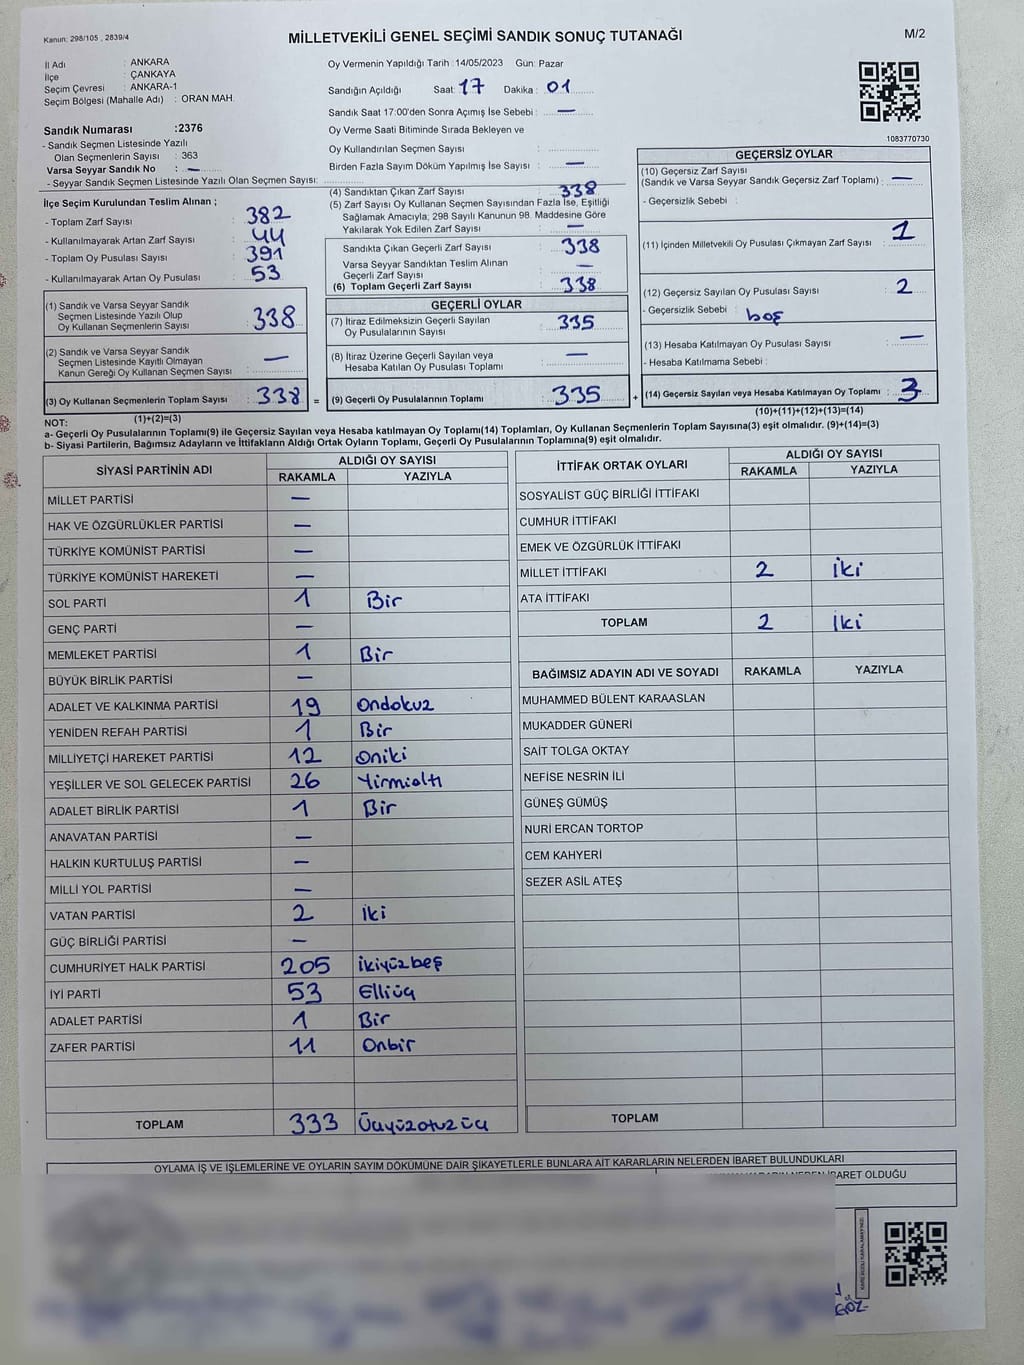 Kanun: 298/105 , 2839/4
MİLLETVEKİLİ GENEL SEÇİMİ SANDIK SONUÇ TUTANAĞI
M/2
İl Adı : ANKARA
İlçe : ÇANKAYA
Seçim Çevresi : ANKARA-1
Seçim Bölgesi (Mahalle Adı) : ORAN MAH.
Sandık Numarası :2376
- Sandık Seçmen Listesinde Yazılı
Olan Seçmenlerin Sayısı : 363
Varsa Seyyar Sandık No : —
- Seyyar Sandık Seçmen Listesinde Yazılı Olan Seçmen Sayısı:
Oy Vermenin Yapıldığı Tarih :14/05/2023 Gün: Pazar
Sandığın Açıldığı Saat: 17 Dakika : 01
Sandık Saat 17:00'den Sonra Açımış İse Sebebi : —
Oy Verme Saati Bitiminde Sırada Bekleyen ve
Oy Kullandırılan Seçmen Sayısı :
Birden Fazla Sayım Döküm Yapılmış İse Sayısı : —
1083770730
İlçe Seçim Kurulundan Teslim Alınan ;
- Toplam Zarf Sayısı : 382
- Kullanılmayarak Artan Zarf Sayısı : 44
- Toplam Oy Pusulası Sayısı : 391
- Kullanılmayarak Artan Oy Pusulası : 53
(1) Sandık ve Varsa Seyyar Sandık
Seçmen Listesinde Yazılı Olup
Oy Kullanan Seçmenlerin Sayısı : 338
(2) Sandık ve Varsa Seyyar Sandık
Seçmen Listesinde Kayıtlı Olmayan
Kanun Gereği Oy Kullanan Seçmen Sayısı : —
(3) Oy Kullanan Seçmenlerin Toplam Sayısı : 338 =
(1)+(2)=(3)
(4) Sandıktan Çıkan Zarf Sayısı : 338
(5) Zarf Sayısı Oy Kullanan Seçmen Sayısından Fazla İse, Eşitliği
Sağlamak Amacıyla; 298 Sayılı Kanunun 98. Maddesine Göre
Yakılarak Yok Edilen Zarf Sayısı : —
Sandıkta Çıkan Geçerli Zarf Sayısı : 338
Varsa Seyyar Sandıktan Teslim Alınan
Geçerli Zarf Sayısı : —
(6) Toplam Geçerli Zarf Sayısı : 338
GEÇERLİ OYLAR
(7) İtiraz Edilmeksizin Geçerli Sayılan
Oy Pusulalarının Sayısı : 335
(8) İtiraz Üzerine Geçerli Sayılan veya
Hesaba Katılan Oy Pusulası Toplamı : —
(9) Geçerli Oy Pusulalarının Toplamı : 335 +
GEÇERSİZ OYLAR
(10) Geçersiz Zarf Sayısı
(Sandık ve Varsa Seyyar Sandık Geçersiz Zarf Toplamı) : —
- Geçersizlik Sebebi :
(11) İçinden Milletvekili Oy Pusulası Çıkmayan Zarf Sayısı : 1
(12) Geçersiz Sayılan Oy Pusulası Sayısı : 2
- Geçersizlik Sebebi : boş
(13) Hesaba Katılmayan Oy Pusulası Sayısı : —
- Hesaba Katılmama Sebebi :
(14) Geçersiz Sayılan veya Hesaba Katılmayan Oy Toplamı : 3
(10)+(11)+(12)+(13)=(14)
NOT:
a- Geçerli Oy Pusulalarının Toplamı(9) ile Geçersiz Sayılan veya Hesaba katılmayan Oy Toplamı(14) Toplamları, Oy Kullanan Seçmenlerin Toplam Sayısına(3) eşit olmalıdır. (9)+(14)=(3)
b- Siyasi Partilerin, Bağımsız Adayların ve İttifakların Aldığı Ortak Oyların Toplamı, Geçerli Oy Pusulalarının Toplamına(9) eşit olmalıdır.
SİYASİ PARTİNİN ADI ALDIĞI OY SAYISI
RAKAMLA YAZIYLA
MİLLET PARTİSİ —
HAK VE ÖZGÜRLÜKLER PARTİSİ —
TÜRKİYE KOMÜNİST PARTİSİ —
TÜRKİYE KOMÜNİST HAREKETİ —
SOL PARTİ 1 Bir
GENÇ PARTİ —
MEMLEKET PARTİSİ 1 Bir
BÜYÜK BİRLİK PARTİSİ —
ADALET VE KALKINMA PARTİSİ 19 Ondokuz
YENİDEN REFAH PARTİSİ 1 Bir
MİLLİYETÇİ HAREKET PARTİSİ 12 Oniki
YEŞİLLER VE SOL GELECEK PARTİSİ 26 Yirmialtı
ADALET BİRLİK PARTİSİ 1 Bir
ANAVATAN PARTİSİ —
HALKIN KURTULUŞ PARTİSİ —
MİLLİ YOL PARTİSİ —
VATAN PARTİSİ 2 İki
GÜÇ BİRLİĞİ PARTİSİ —
CUMHURİYET HALK PARTİSİ 205 İkiyüzbeş
İYİ PARTİ 53 Elliüç
ADALET PARTİSİ 1 Bir
ZAFER PARTİSİ 11 Onbir
TOPLAM 333 Üçyüzotuzüç
İTTİFAK ORTAK OYLARI ALDIĞI OY SAYISI
RAKAMLA YAZIYLA
SOSYALİST GÜÇ BİRLİĞİ İTTİFAKI
CUMHUR İTTİFAKI
EMEK VE ÖZGÜRLÜK İTTİFAKI
MİLLET İTTİFAKI 2 İki
ATA İTTİFAKI
TOPLAM 2 İki
BAĞIMSIZ ADAYIN ADI VE SOYADI RAKAMLA YAZIYLA
MUHAMMED BÜLENT KARAASLAN
MUKADDER GÜNERİ
SAİT TOLGA OKTAY
NEFİSE NESRİN İLİ
GÜNEŞ GÜMÜŞ
NURİ ERCAN TORTOP
CEM KAHYERİ
SEZER ASİL ATEŞ
TOPLAM
OYLAMA İŞ VE İŞLEMLERİNE VE OYLARIN SAYIM DÖKÜMÜNE DAİR ŞİKAYETLERLE BUNLARA AİT KARARLARIN NELERDEN İBARET BULUNDUKLARI
OLDUĞU